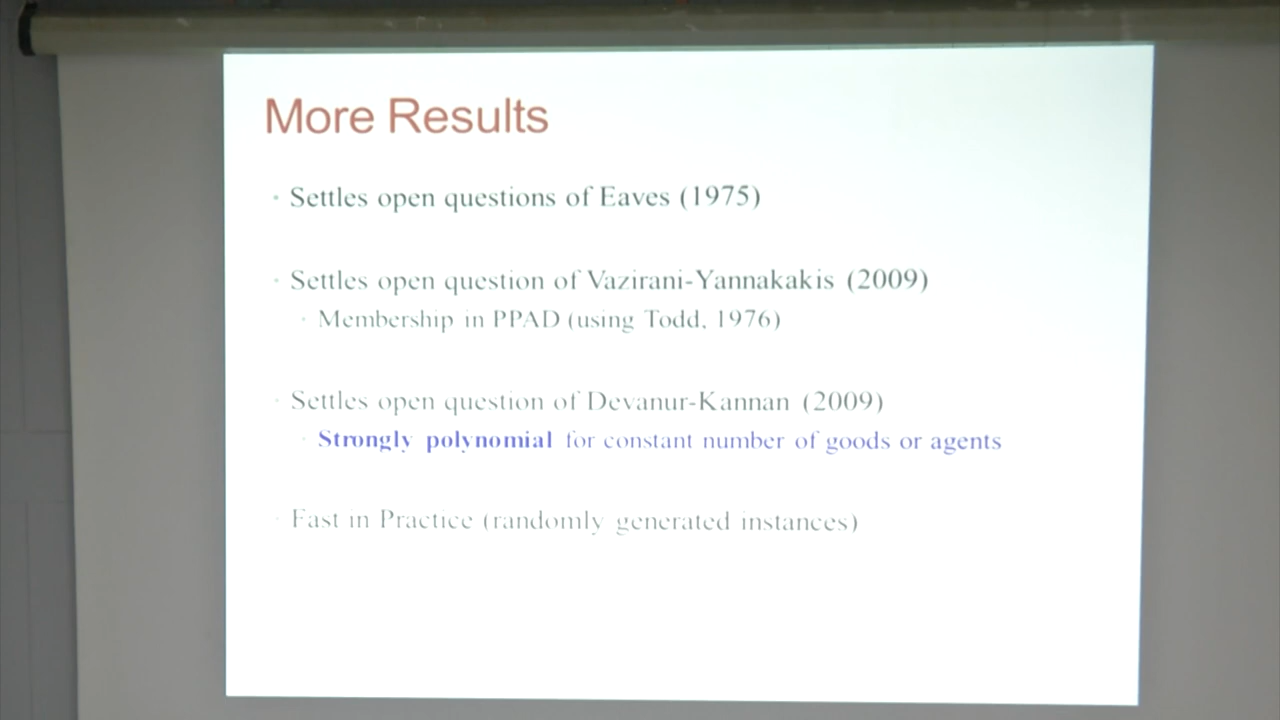 More Results
· Settles open questions of Eaves (1975)
· Settles open question of Vazirani-Yannakakis (2009)
· Membership in PPAD (using Todd, 1976)
· Settles open question of Devanur-Kannan (2009)
· Strongly polynomial for constant number of goods or agents
· Fast in Practice (randomly generated instances)